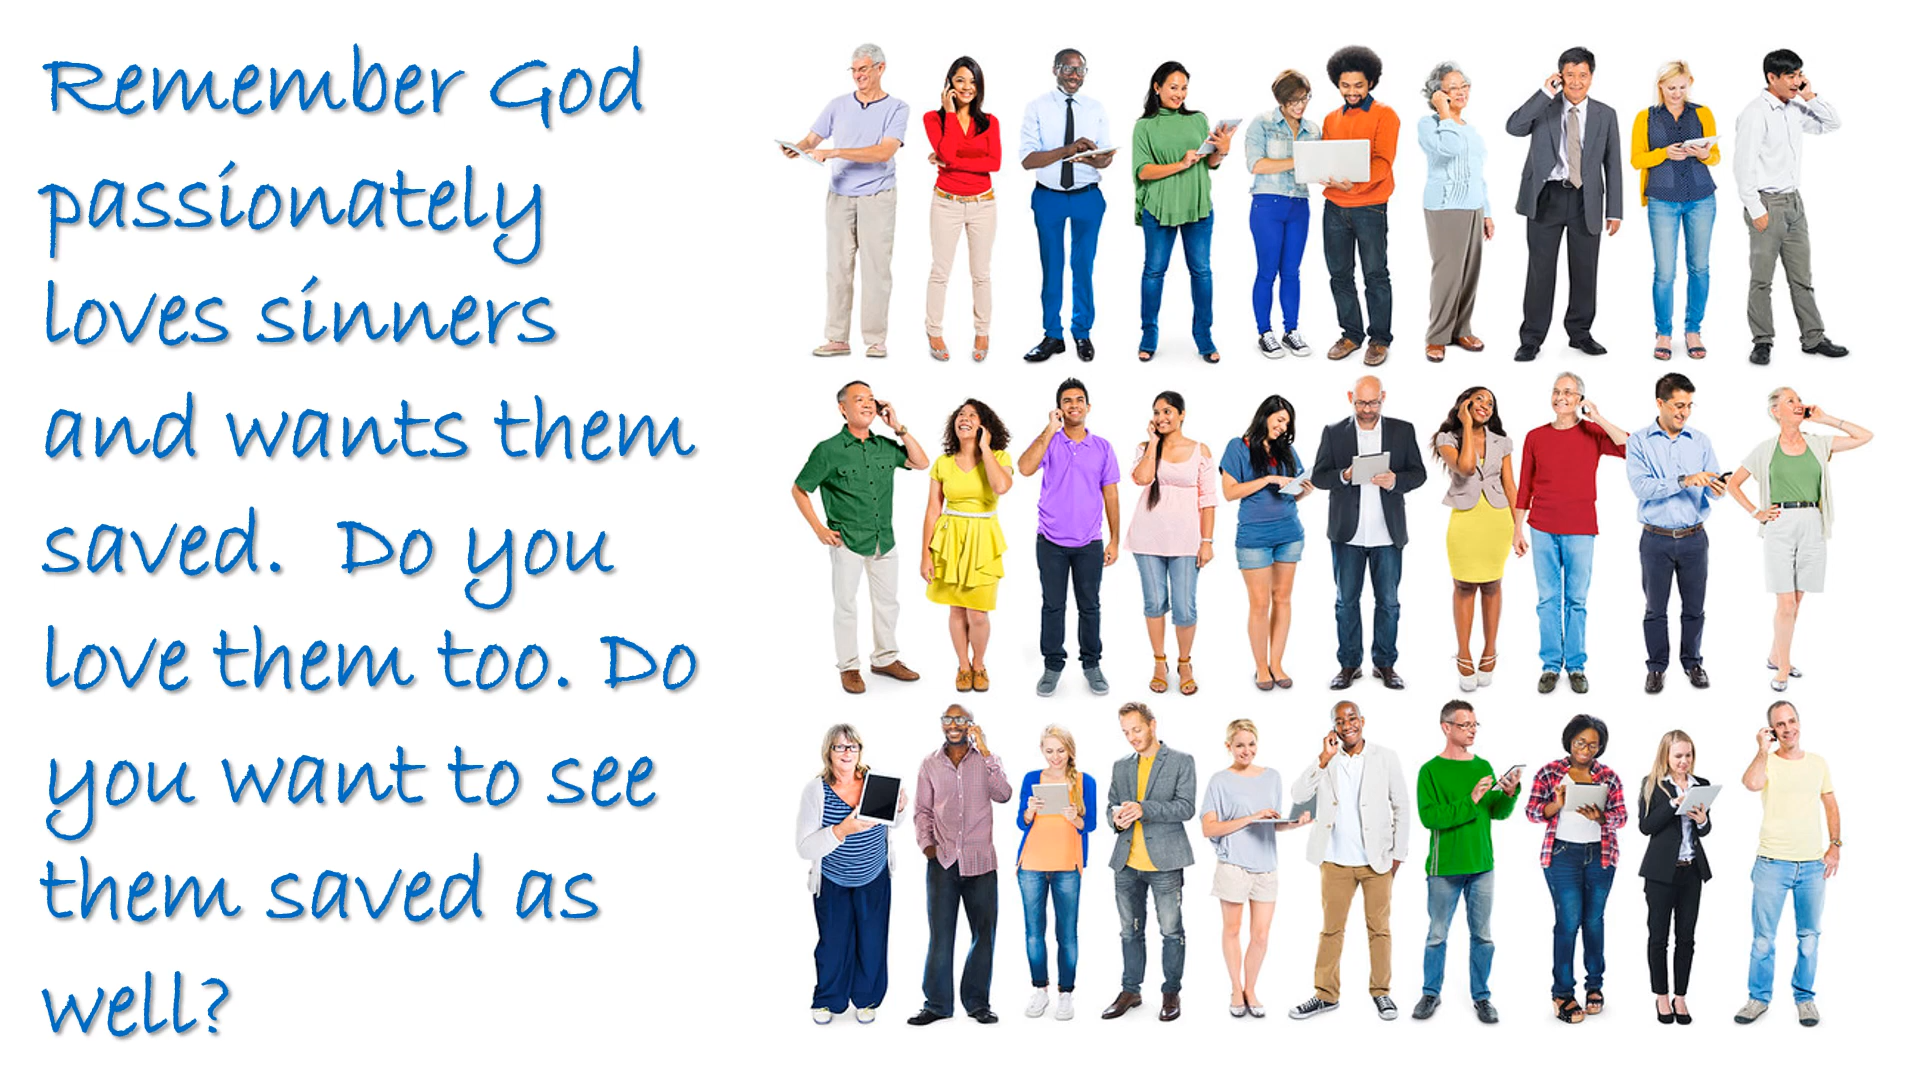 Remember God
passionately
loves sinners
and wants them
saved.  Do you
love them too. Do
you want to see
them saved as
well?